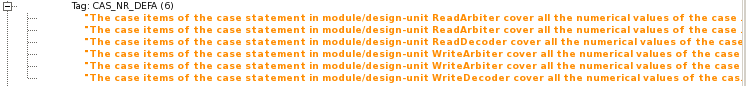 Tag: CAS_NR_DEFA (6)
"The case items of the case statement in module/design-unit ReadArbiter cover all the numerical values of the case .
"The case items of the case statement in module/design-unit ReadArbiter cover all the numerical values of the case .
"The case items of the case statement in module/design-unit ReadDecoder cover all the numerical values of the case
"The case items of the case statement in module/design-unit WriteArbiter cover all the numerical values of the case
"The case items of the case statement in module/design-unit WriteArbiter cover all the numerical values of the case
"The case items of the case statement in module/design-unit WriteDecoder cover all the numerical values of the cas